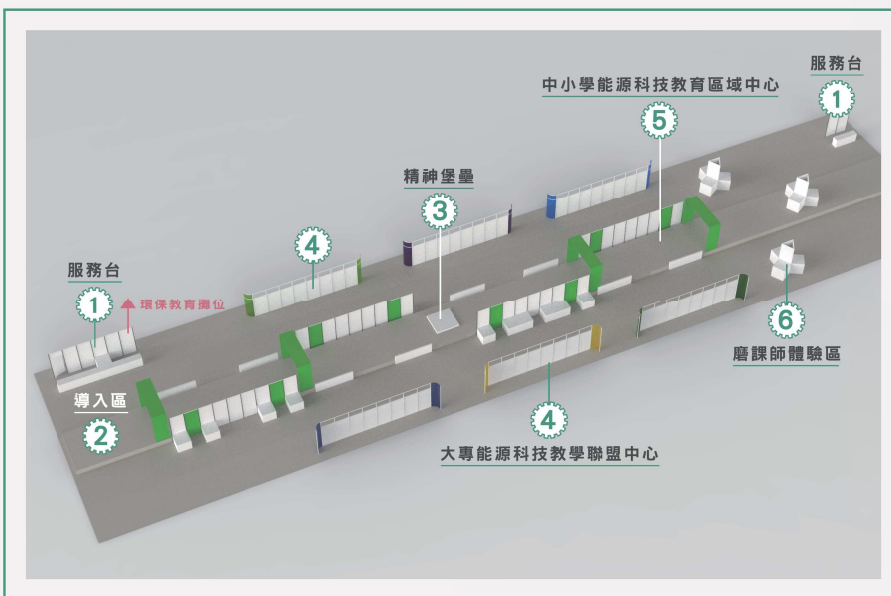 服務台
1
中小學能源科技教育區域中心
5
精神堡壘
3
4
服務台
1
環保教育攤位
導入區
2
6
磨課師體驗區
4
大專能源科技教學聯盟中心